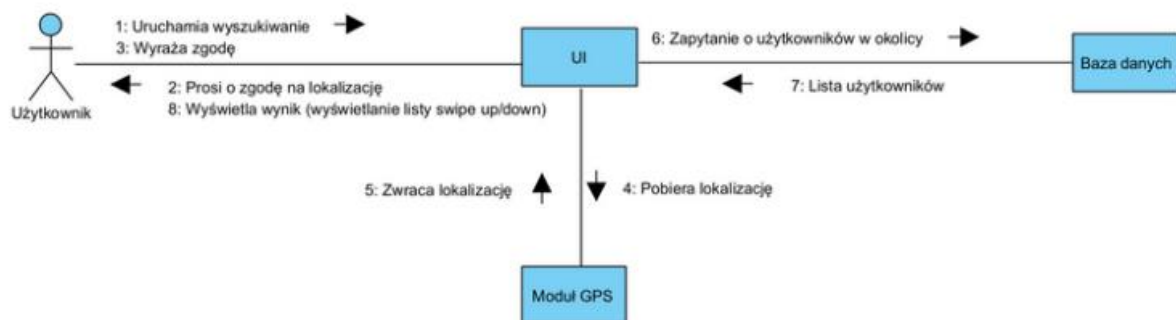 1: Uruchamia wyszukiwanie
3: Wyraża zgodę
6: Zapytanie o użytkowników w okolicy
UI
Baza danych
2: Prosi o zgodę na lokalizację
7: Lista użytkowników
8: Wyświetla wynik (wyświetlanie listy swipe up/down)
Użytkownik
5: Zwraca lokalizację
4: Pobiera lokalizację
Moduł GPS